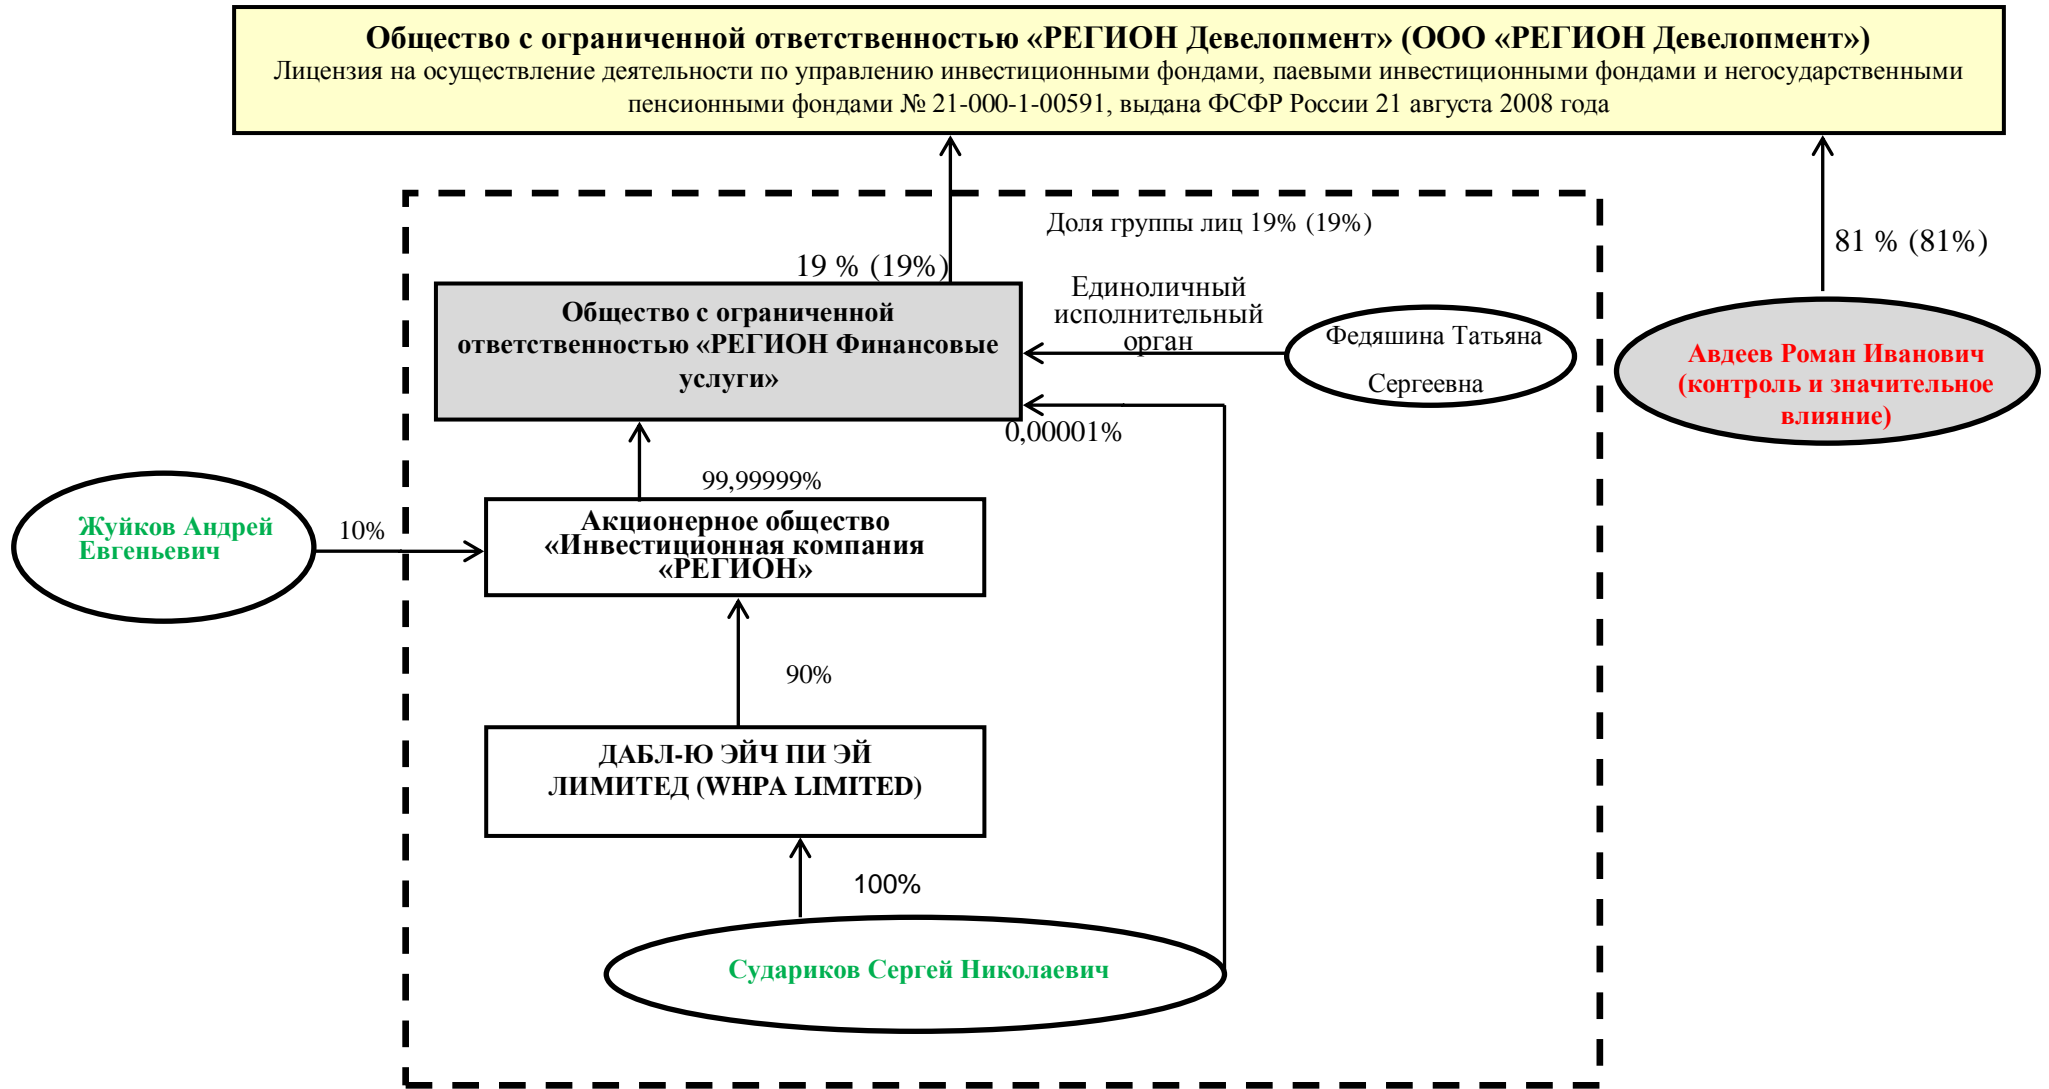 Общество с ограниченной ответственностью «РЕГИОН Девелопмент» (ООО «РЕГИОН Девелопмент»)
Лицензия на осуществление деятельности по управлению инвестиционными фондами, паевыми инвестиционными фондами и негосударственными
пенсионными фондами № 21-000-1-00591, выдана ФСФР России 21 августа 2008 года
Доля группы лиц 19% (19%)
81 % (81%)
19 % (19%)
Общество с ограниченной
ответственностью «РЕГИОН Финансовые
услуги»
Единоличный
исполнительный
орган
Федяшина Татьяна
Сергеевна
Авдеев Роман Иванович
(контроль и значительное
влияние)
0,00001%
99,99999%
Жуйков Андрей
Евгеньевич
10%
Акционерное общество
«Инвестиционная компания
«РЕГИОН»
90%
ДАБЛ-Ю ЭЙЧ ПИ ЭЙ
ЛИМИТЕД (WHPA LIMITED)
100%
Судариков Сергей Николаевич